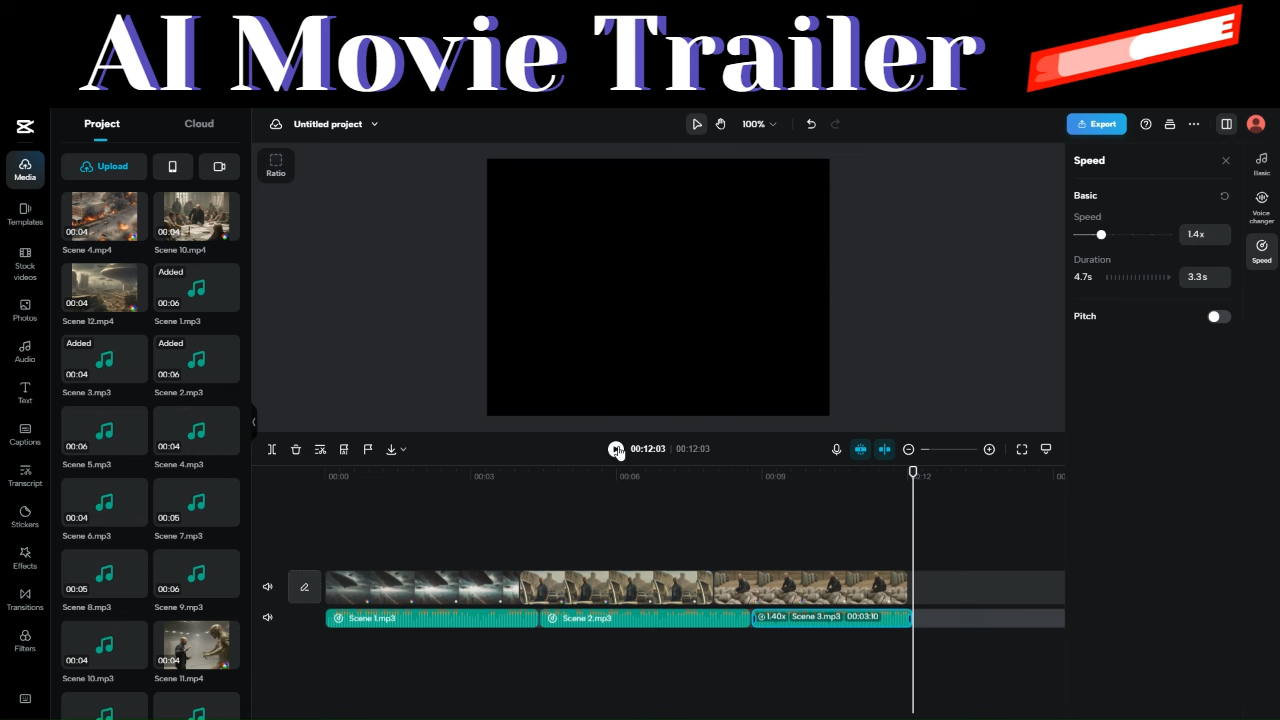 AI Movie Trailer
Project
Cloud
Untitled project
100%
Export
Media
Upload
Ratio
Speed
Basic
00:04
Scene 4.mp4
00:04
Scene 10.mp4
Basic
Voice changer
Speed
1.4x
Templates
Duration
4.7s
3.3s
Speed
Stock videos
00:04
Scene 12.mp4
Added
00:06
Scene 1.mp3
Pitch
Photos
Added
00:04
Scene 3.mp3
Added
00:06
Scene 2.mp3
Audio
Text
Captions
00:06
Scene 5.mp3
00:04
Scene 4.mp3
00:12:03 | 00:12:03
Transcript
00:00
00:03
00:06
00:09
00:12
Stickers
00:04
Scene 6.mp3
00:05
Scene 7.mp3
Effects
00:05
Scene 8.mp3
00:06
Scene 9.mp3
Transitions
Scene 1.mp3
Scene 2.mp3
1.40x Scene 3.mp3 00:03:10
Filters
00:04
Scene 10.mp3
00:04
Scene 11.mp4